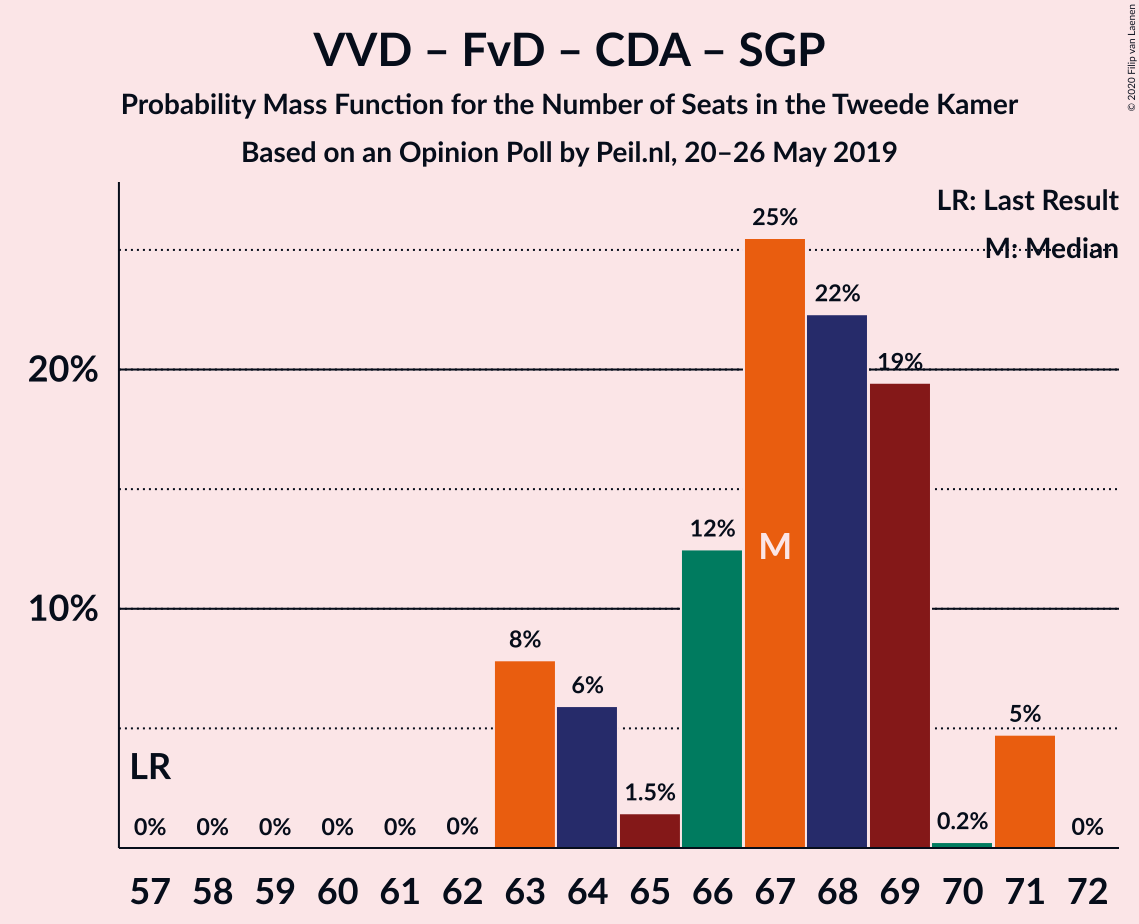 VVD – FvD – CDA – SGP
Probability Mass Function for the Number of Seats in the Tweede Kamer
Based on an Opinion Poll by Peil.nl, 20–26 May 2019
© 2020 Filip van Laenen
LR: Last Result
M: Median
25%
22%
20%
19%
12%
M
10%
8%
6%
5%
LR
1.5%
0% 0% 0% 0% 0% 0% 0.2% 0%
57 58 59 60 61 62 63 64 65 66 67 68 69 70 71 72